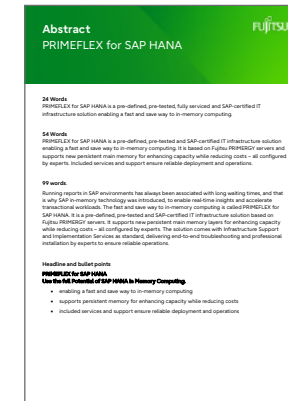 Abstract
PRIMEFLEX for SAP HANA
FUJITSU
24 Words
PRIMEFLEX for SAP HANA is a pre-defined, pre-tested, fully serviced and SAP-certified IT
infrastructure solution enabling a fast and save way to in-memory computing.
54 Words
PRIMEFLEX for SAP HANA is a pre-defined, pre-tested and SAP-certified IT infrastructure solution
enabling a fast and save way to in-memory computing. It is based on Fujitsu PRIMERGY servers and
supports new persistent main memory for enhancing capacity while reducing costs – all configured
by experts. Included services and support ensure reliable deployment and operations.
99 words
Running reports in SAP environments has always been associated with long waiting times, and that
is why SAP in-memory technology was introduced, to enable real-time insights and accelerate
transactional workloads. The fast and save way to in-memory computing is called PRIMEFLEX for
SAP HANA. It is a pre-defined, pre-tested and SAP-certified IT infrastructure solution based on
Fujitsu PRIMERGY servers. It supports new persistent main memory layers for enhancing capacity
while reducing costs – all configured by experts. The solution comes with Infrastructure Support
and Implementation Services as standard, delivering end-to-end troubleshooting and professional
installation by experts to ensure reliable operations.
Headline and bullet points
PRIMEFLEX for SAP HANA
Use the full Potential of SAP HANA In Memory Computing.
• enabling a fast and save way to in-memory computing
• supports persistent memory for enhancing capacity while reducing costs
• included services and support ensure reliable deployment and operations